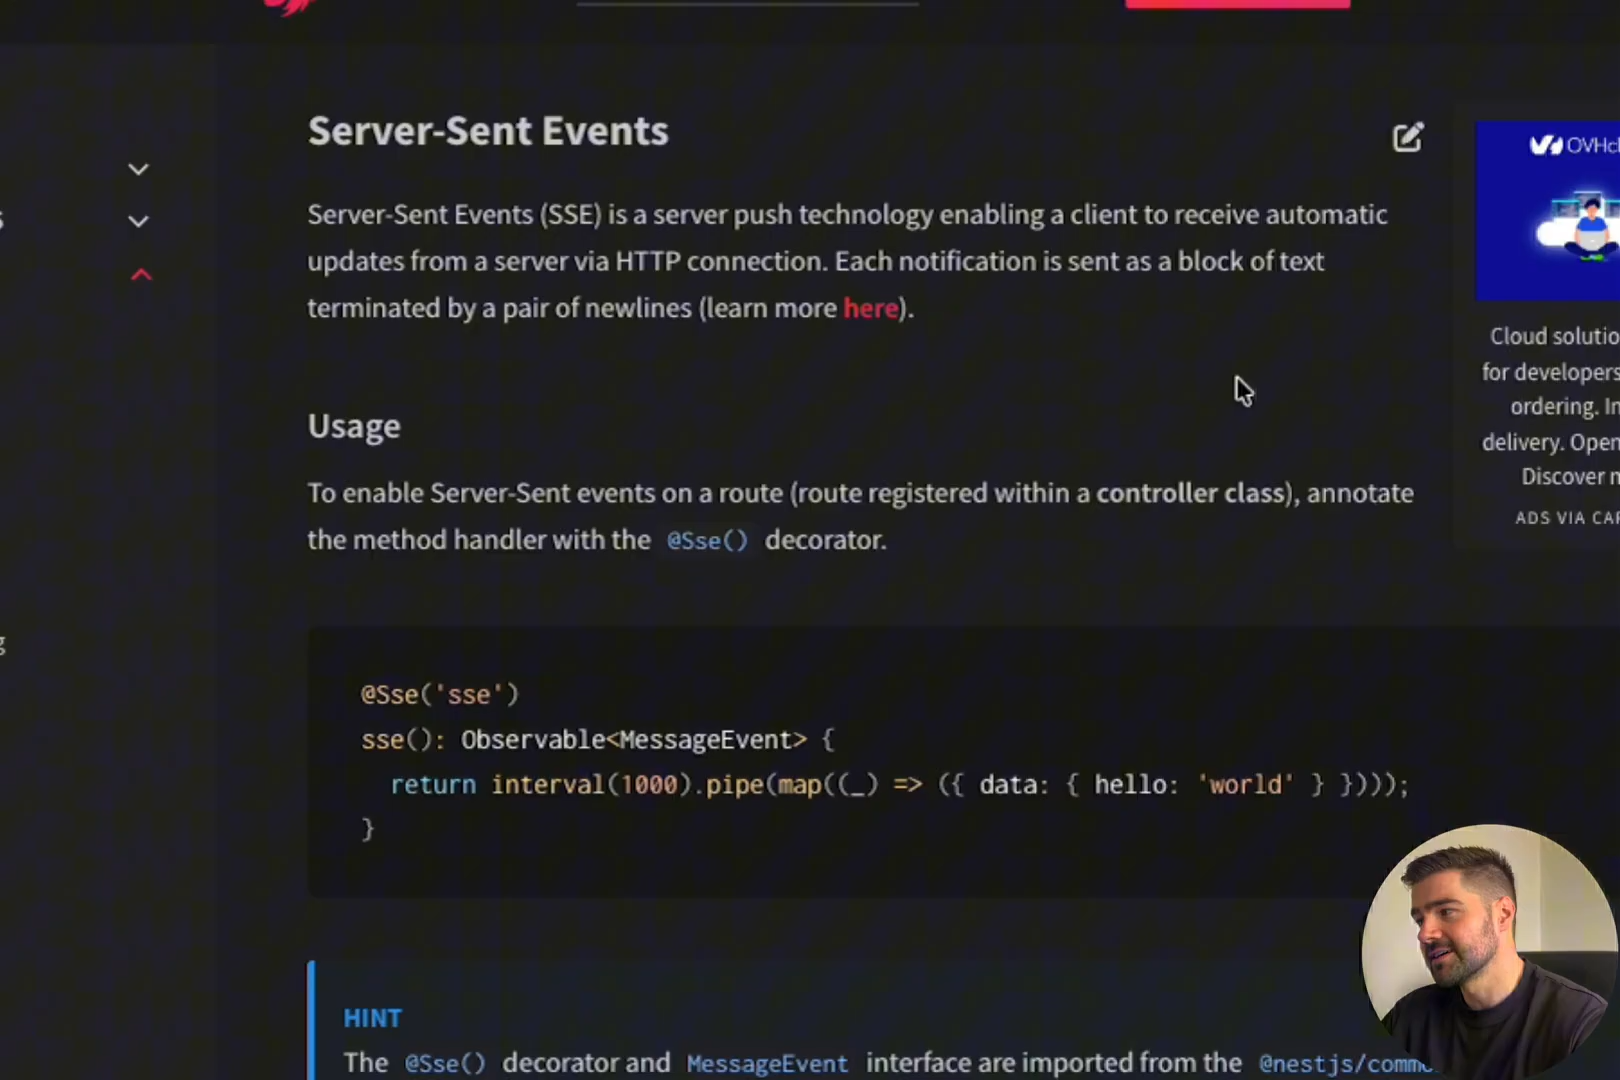 Server-Sent Events
Server-Sent Events (SSE) is a server push technology enabling a client to receive automatic
updates from a server via HTTP connection. Each notification is sent as a block of text
terminated by a pair of newlines (learn more here).
Usage
To enable Server-Sent events on a route (route registered within a controller class), annotate
the method handler with the @Sse() decorator.
@Sse('sse')
sse(): Observable<MessageEvent> {
return interval(1000).pipe(map((_) => ({ data: { hello: 'world' } })));
}
HINT
The @Sse() decorator and MessageEvent interface are imported from the @nestjs/commo
Cloud
for developers
ordering.
delivery. Open
Discover
ADS VIA